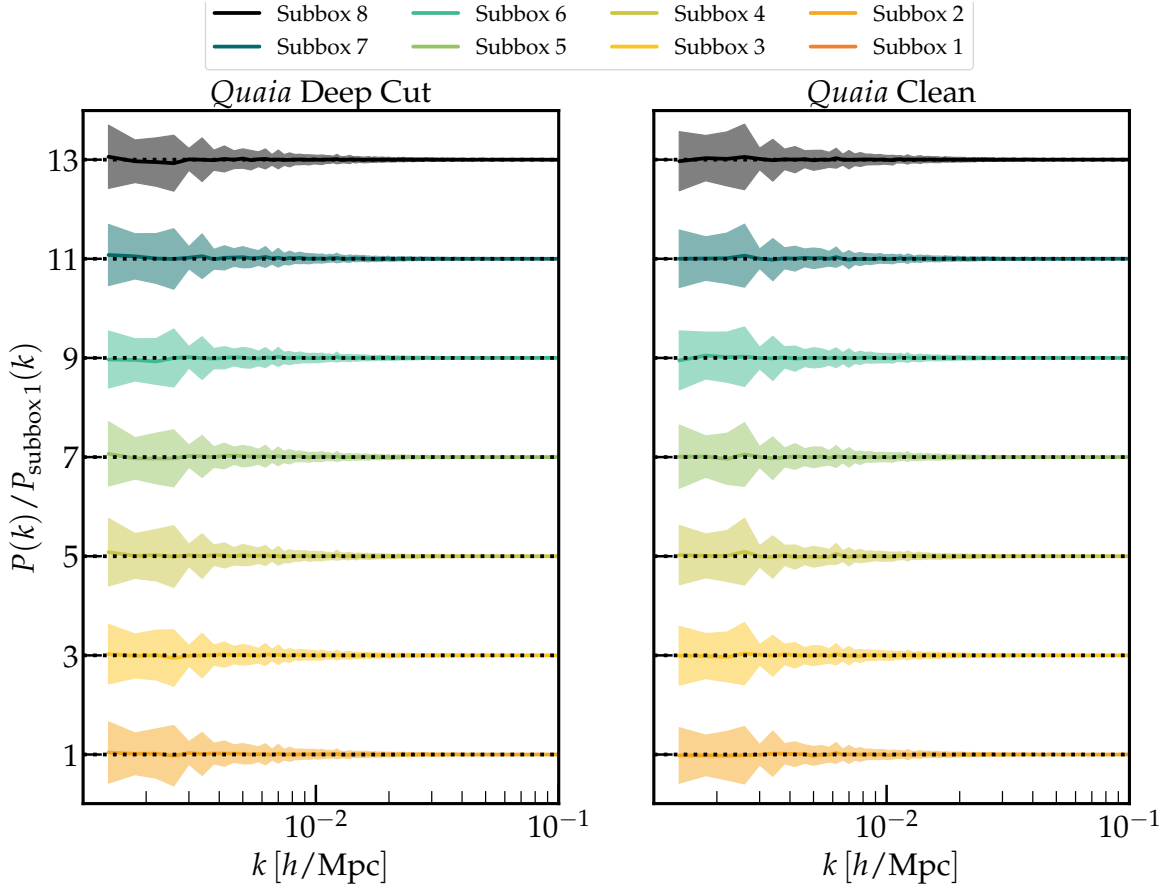 Subbox 8 Subbox 6 Subbox 4 Subbox 2
Subbox 7 Subbox 5 Subbox 3 Subbox 1
Quaia Deep Cut Quaia Clean
13
11
9
7
5
3
1
P(k) / P_subbox 1(k)
10^-2 10^-1 10^-2 10^-1
k [h/Mpc] k [h/Mpc]